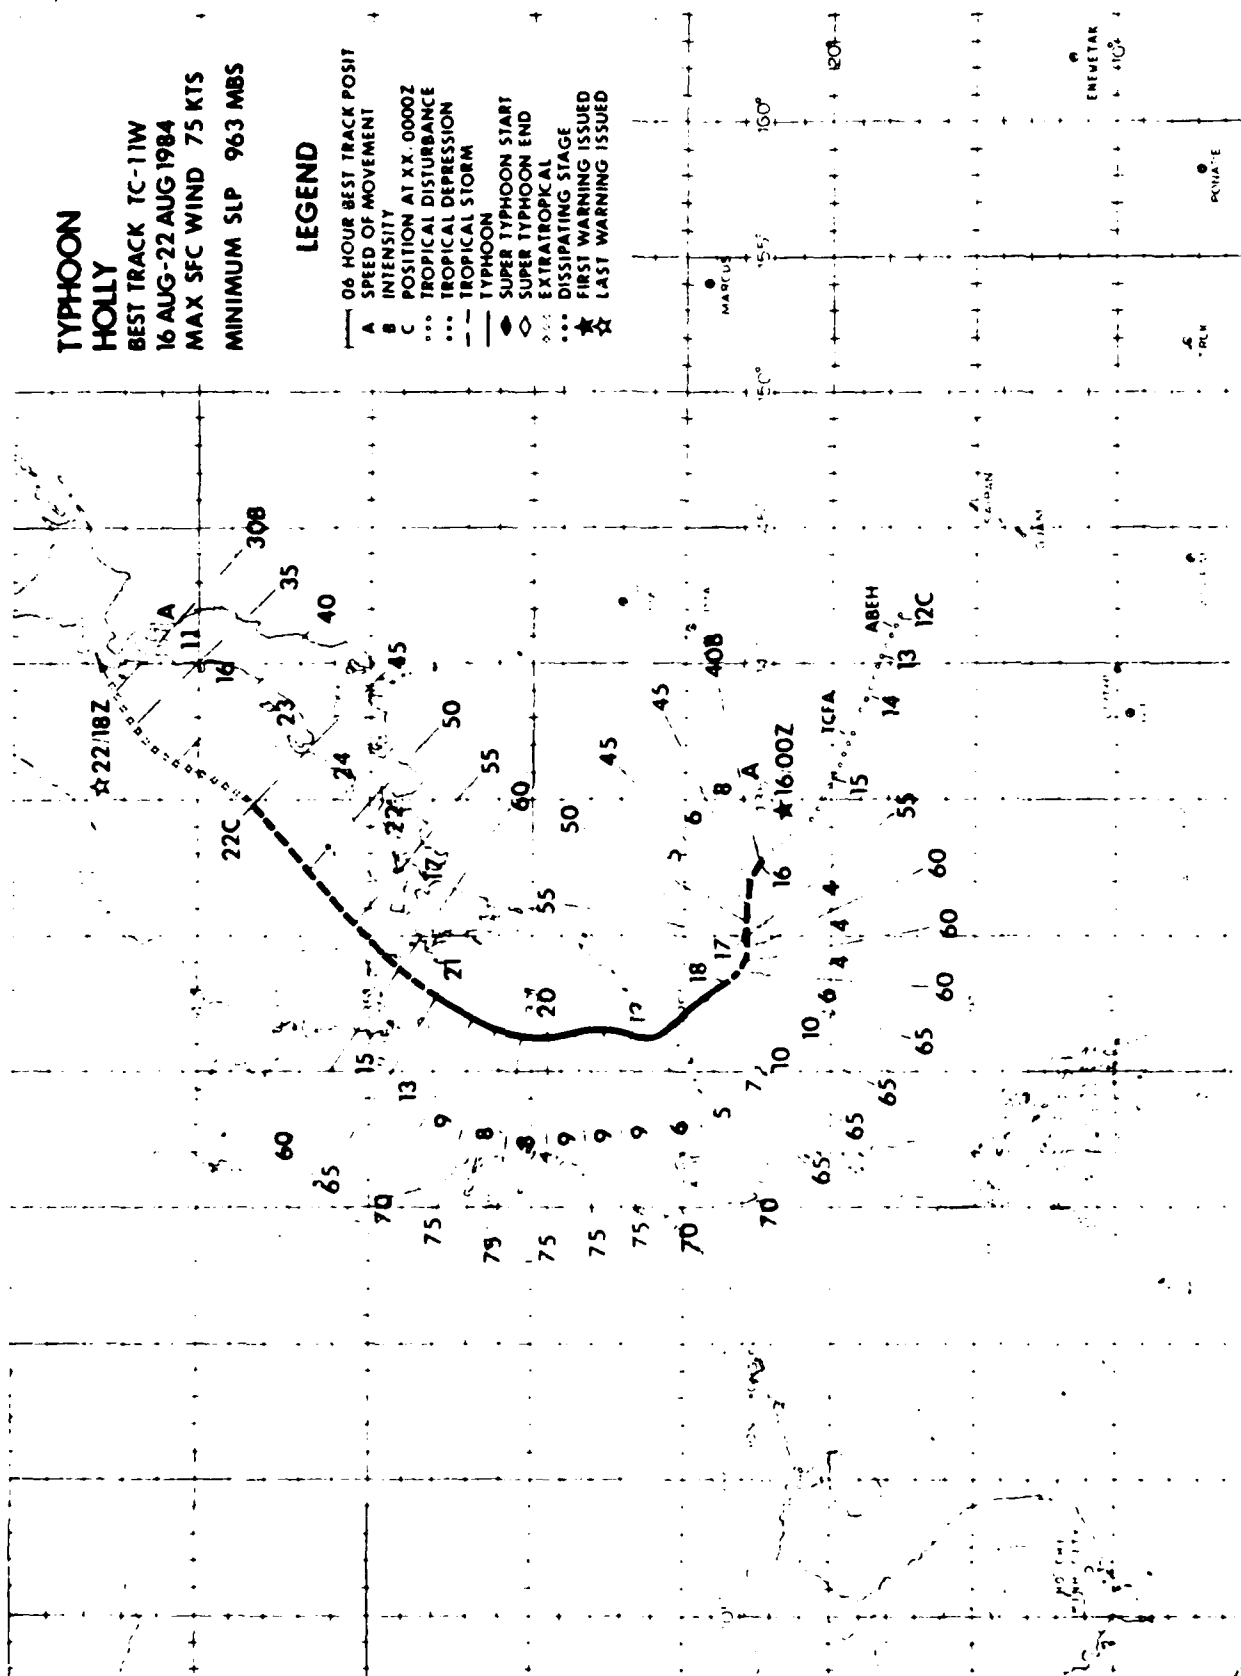 TYPHOON
HOLLY
BEST TRACK TC-11W
16 AUG-22 AUG 1984
MAX SFC WIND 75 KTS
MINIMUM SLP 963 MBS
LEGEND
06 HOUR BEST TRACK POSIT
A SPEED OF MOVEMENT
B INTENSITY
C POSITION AT XX 0000Z
TROPICAL DISTURBANCE
TROPICAL DEPRESSION
TROPICAL STORM
TYPHOON
SUPER TYPHOON START
SUPER TYPHOON END
EXTRATROPICAL
DISSIPATING STAGE
FIRST WARNING ISSUED
LAST WARNING ISSUED
☆22/18Z
A
11
16
23
24
22
17
15
13
9
8
8
9
9
9
6
5
7
10
10
6
4
4
4
6
8
A
30B
35
40
45
50
55
60
50
55
45
45
40B
60
65
70
75
75
75
75
75
70
70
65
65
65
65
60
60
60
55
22C
21
20
18
17
16
★16/00Z
15
TCFA
14
13
12C
ABEH
MARCUS
SAIPAN
ENEWETAK
PONAPE
160°
155°
150°
120°